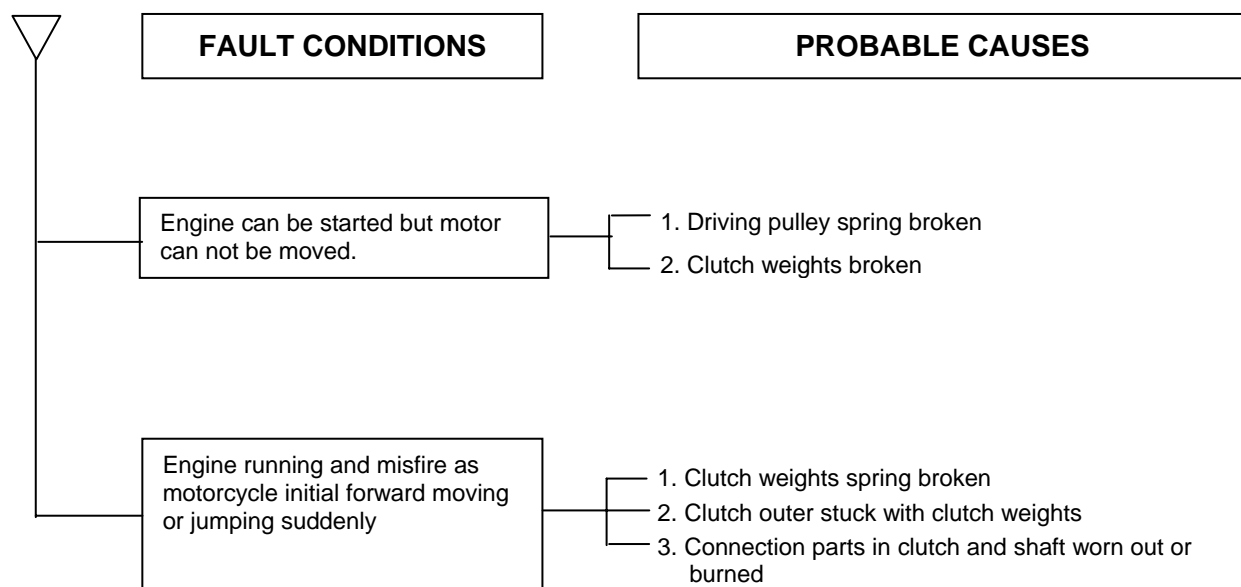 FAULT CONDITIONS
PROBABLE CAUSES
Engine can be started but motor
can not be moved.
1. Driving pulley spring broken
2. Clutch weights broken
Engine running and misfire as
motorcycle initial forward moving
or jumping suddenly
1. Clutch weights spring broken
2. Clutch outer stuck with clutch weights
3. Connection parts in clutch and shaft worn out or
burned